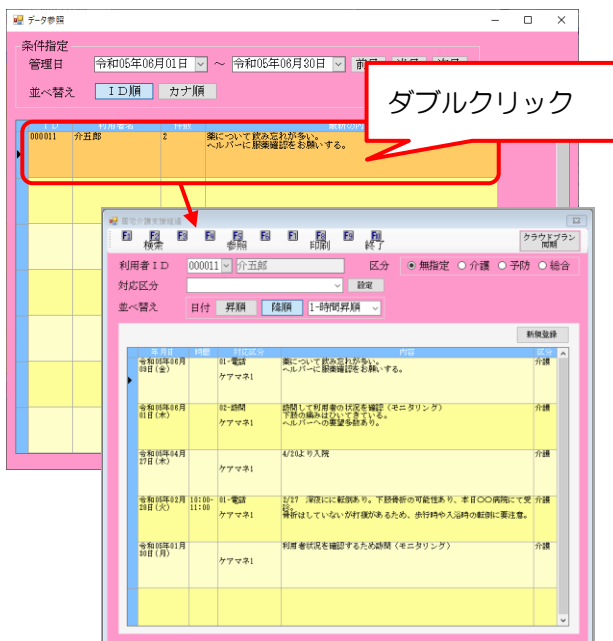 データ参照
条件指定
管理日 令和05年06月01日 ～ 令和05年06月30日
並べ替え ＩＤ順 カナ順
ダブルクリック
ＩＤ 利用者名 件数
000011 介五郎 2 薬について飲み忘れが多い。
ヘルパーに服薬確認をお願いする。
居宅介護支援経過
F1 F2 F3 F4 F5 F6 F7 F8 F9
検索 参照 印刷 終了
クラウドプラン
同期
利用者ＩＤ 000011 介五郎 区分 無指定 介護 予防 総合
対応区分 設定
並べ替え 日付 昇順 降順 1-時間昇順
新規登録
年月日 時間 対応区分 内容 区分
令和05年06月 01-電話 薬について飲み忘れが多い。 介護
09日(金) ヘルパーに服薬確認をお願いする。
ケアマネ1
令和05年06月 02-訪問 訪問して利用者の状況を確認（モニタリング） 介護
01日(木) 下肢の痛みはひいてきている。
ケアマネ1 ヘルパーへの要望多数あり。
令和05年04月 4/20より入院 介護
27日(木)
ケアマネ1
令和05年02月 10:00- 01-電話 2/27 深夜にに転倒あり。下肢骨折の可能性あり、本日〇〇病院にて受 介護
28日(火) 11:00 診。
ケアマネ1 骨折はしていないが打撲があるため、歩行時や入浴時の転倒に要注意。
令和05年01月 利用者状況を確認するため訪問（モニタリング） 介護
30日(月)
ケアマネ1